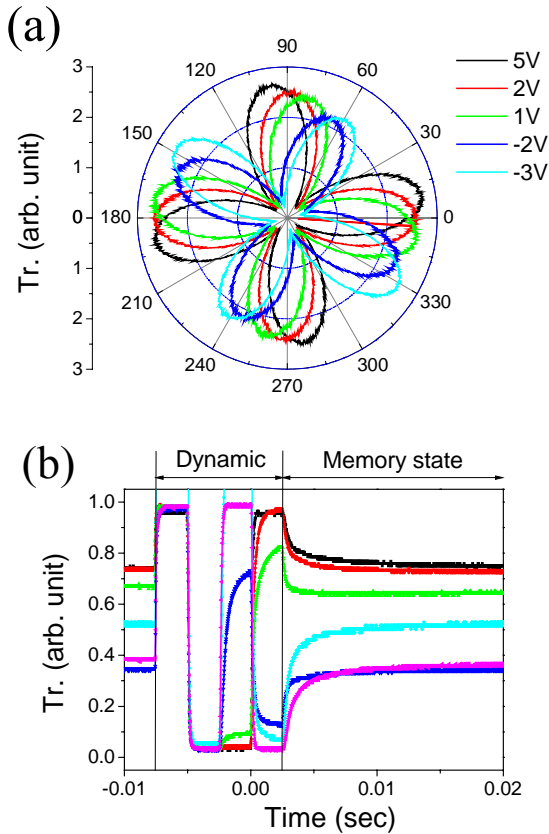 (a)
90
120
60
150
30
180
0
210
330
240
300
270
3
2
1
0
1
2
3
Tr. (arb. unit)
5V
2V
1V
-2V
-3V
(b)
Dynamic
Memory state
1.0
0.8
0.6
0.4
0.2
0.0
Tr. (arb. unit)
-0.01
0.00
0.01
0.02
Time (sec)